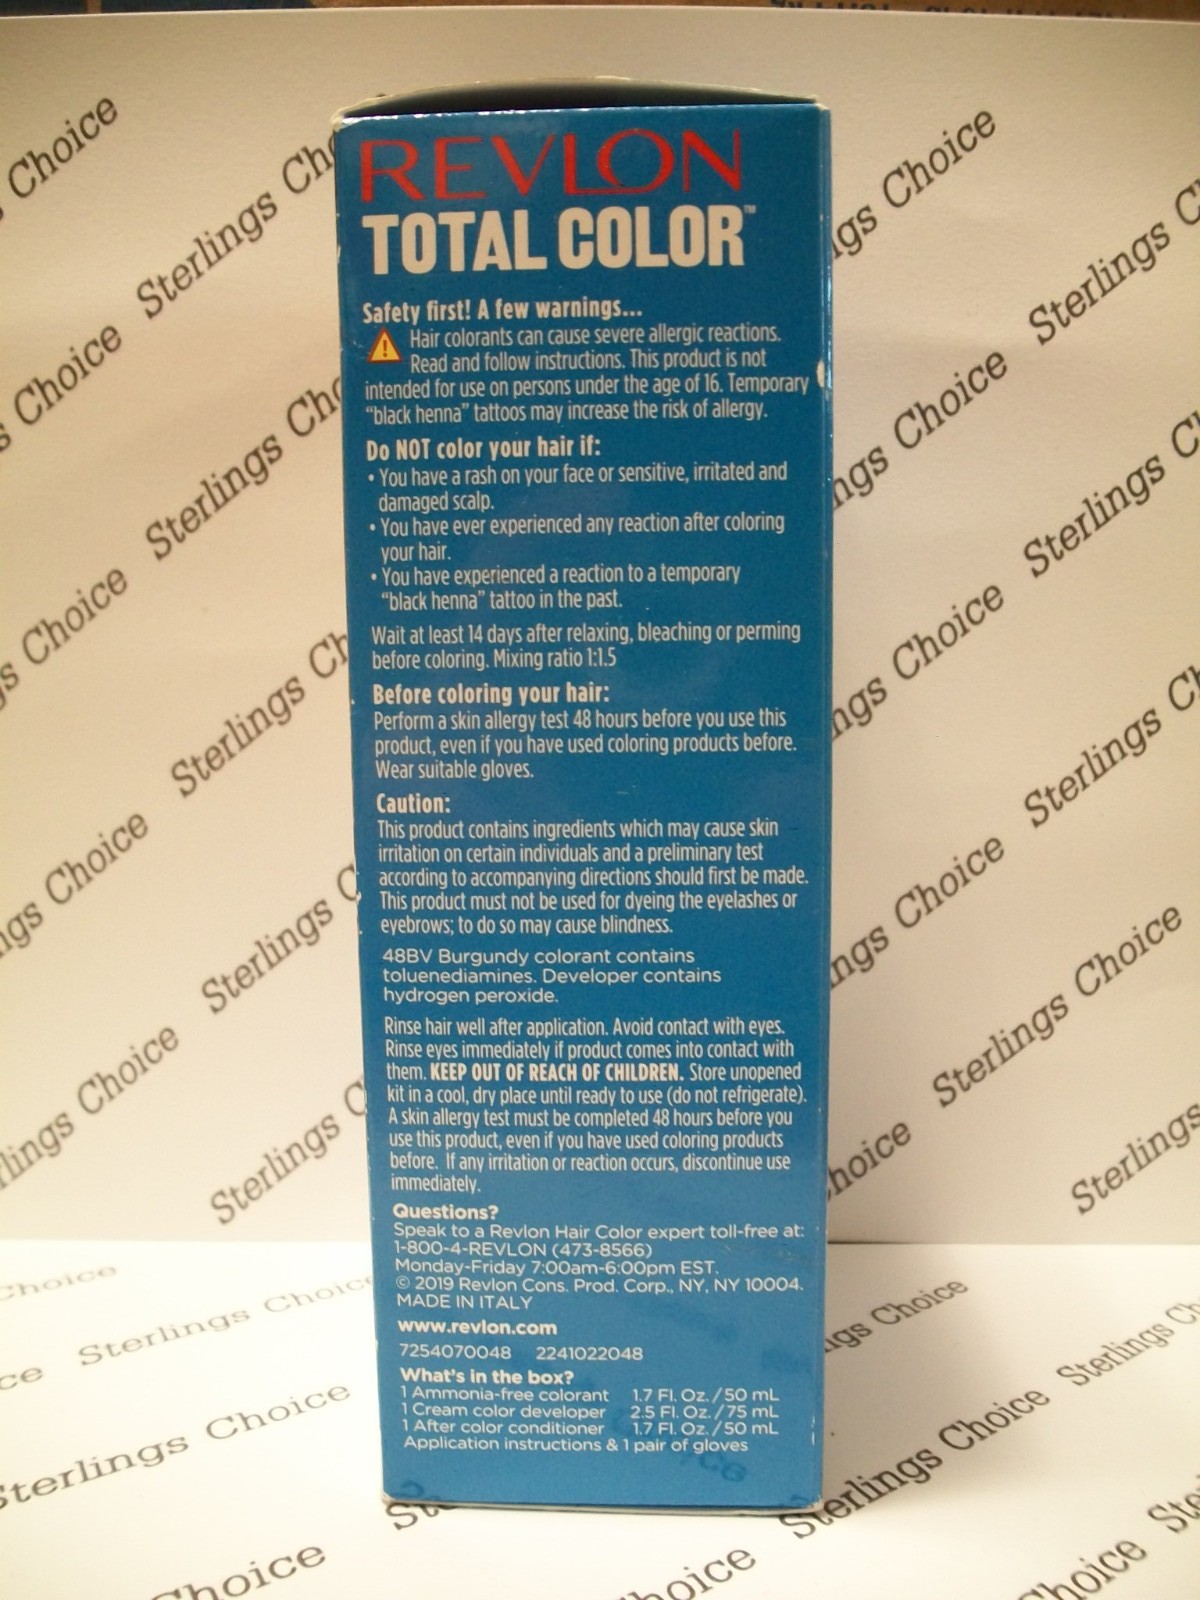 REVLON
TOTAL COLOR™
Safety first! A few warnings...
Hair colorants can cause severe allergic reactions.
Read and follow instructions. This product is not
intended for use on persons under the age of 16. Temporary
"black henna" tattoos may increase the risk of allergy.
Do NOT color your hair if:
• You have a rash on your face or sensitive, irritated and
damaged scalp.
• You have ever experienced any reaction after coloring
your hair.
• You have experienced a reaction to a temporary
"black henna" tattoo in the past.
Wait at least 14 days after relaxing, bleaching or perming
before coloring. Mixing ratio 1:1.5
Before coloring your hair:
Perform a skin allergy test 48 hours before you use this
product, even if you have used coloring products before.
Wear suitable gloves.
Caution:
This product contains ingredients which may cause skin
irritation on certain individuals and a preliminary test
according to accompanying directions should first be made.
This product must not be used for dyeing the eyelashes or
eyebrows; to do so may cause blindness.
48BV Burgundy colorant contains
toluenediamines. Developer contains
hydrogen peroxide.
Rinse hair well after application. Avoid contact with eyes.
Rinse eyes immediately if product comes into contact with
them. KEEP OUT OF REACH OF CHILDREN. Store unopened
kit in a cool, dry place until ready to use (do not refrigerate).
A skin allergy test must be completed 48 hours before you
use this product, even if you have used coloring products
before. If any irritation or reaction occurs, discontinue use
immediately.
Questions?
Speak to a Revlon Hair Color expert toll-free at:
1-800-4-REVLON (473-8566)
Monday-Friday 7:00am-6:00pm EST.
© 2019 Revlon Cons. Prod. Corp., NY, NY 10004.
MADE IN ITALY
www.revlon.com
7254070048 2241022048
What's in the box?
1 Ammonia-free colorant 1.7 Fl. Oz./50 mL
1 Cream color developer 2.5 Fl. Oz./75 mL
1 After color conditioner 1.7 Fl. Oz./50 mL
Application instructions & 1 pair of gloves
Sterlings Choice
Sterlings Choice
Sterlings Choice
Sterlings Choice
Sterlings Choice
Sterlings Choice
Sterlings Choice
Sterlings Choice